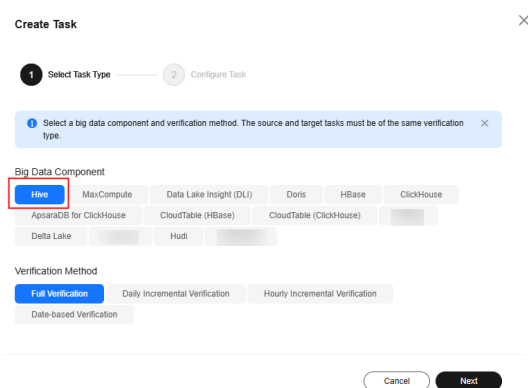 Create Task
1 Select Task Type 2 Configure Task
Select a big data component and verification method. The source and target tasks must be of the same verification
type.
Big Data Component
Hive MaxCompute Data Lake Insight (DLI) Doris HBase ClickHouse
ApsaraDB for ClickHouse CloudTable (HBase) CloudTable (ClickHouse)
Delta Lake Hudi
Verification Method
Full Verification Daily Incremental Verification Hourly Incremental Verification
Date-based Verification
Cancel Next